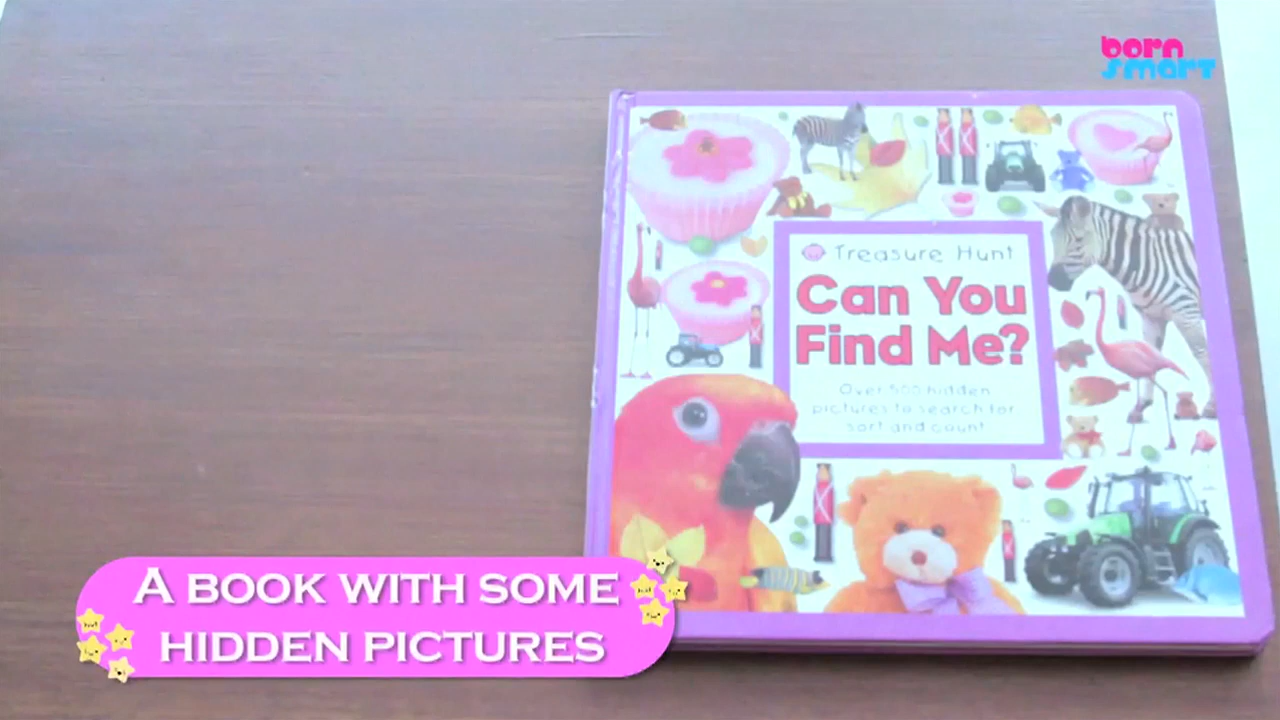 born
smart
Treasure Hunt
Can You
Find Me?
Over 500 hidden
pictures to search for
sort and count
A BOOK WITH SOME
HIDDEN PICTURES